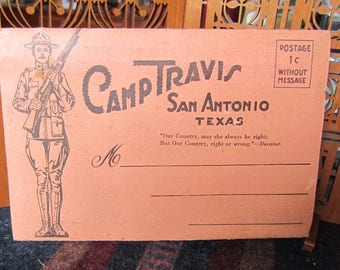 CAMP TRAVIS
SAN ANTONIO
TEXAS
POSTAGE
1c
WITHOUT
MESSAGE
"Our Country, may she always be right;
But Our Country, right or wrong."—Decatur.
M